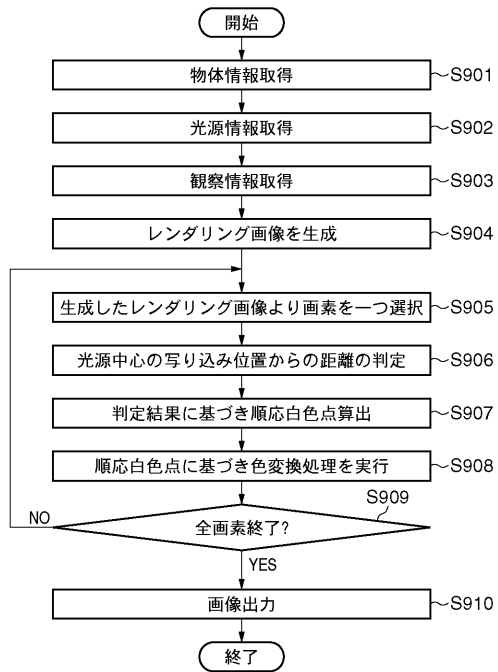 開始
物体情報取得
S901
光源情報取得
S902
観察情報取得
S903
レンダリング画像を生成
S904
生成したレンダリング画像より画素を一つ選択
S905
光源中心の写り込み位置からの距離の判定
S906
判定結果に基づき順応白色点算出
S907
順応白色点に基づき色変換処理を実行
S908
S909
全画素終了?
NO
YES
画像出力
S910
終了